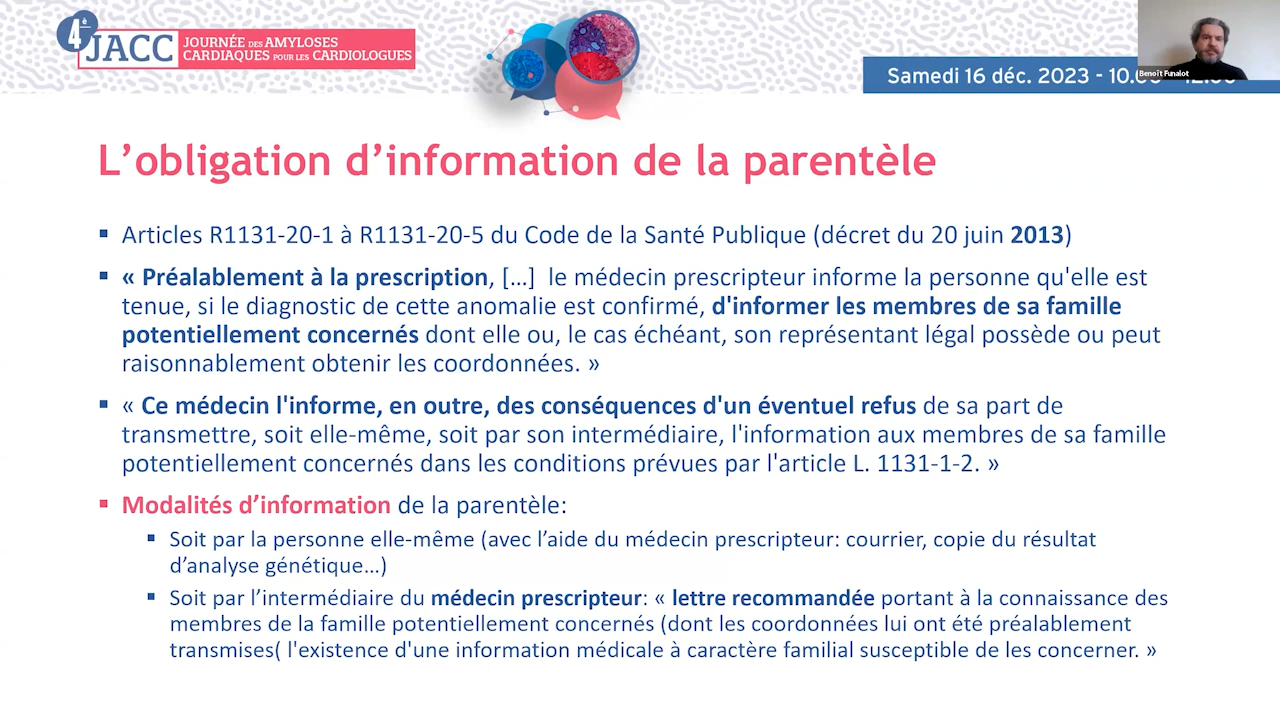 4è
JACC
JOURNÉE DES AMYLOSES
CARDIAQUES POUR LES CARDIOLOGUES
Samedi 16 déc. 2023 -
Benoît Funalot
L’obligation d’information de la parentèle
▪ Articles R1131-20-1 à R1131-20-5 du Code de la Santé Publique (décret du 20 juin 2013)
▪ « Préalablement à la prescription, […] le médecin prescripteur informe la personne qu'elle est
tenue, si le diagnostic de cette anomalie est confirmé, d'informer les membres de sa famille
potentiellement concernés dont elle ou, le cas échéant, son représentant légal possède ou peut
raisonnablement obtenir les coordonnées. »
▪ « Ce médecin l'informe, en outre, des conséquences d'un éventuel refus de sa part de
transmettre, soit elle-même, soit par son intermédiaire, l'information aux membres de sa famille
potentiellement concernés dans les conditions prévues par l'article L. 1131-1-2. »
▪ Modalités d’information de la parentèle:
▪ Soit par la personne elle-même (avec l’aide du médecin prescripteur: courrier, copie du résultat
d’analyse génétique…)
▪ Soit par l’intermédiaire du médecin prescripteur: « lettre recommandée portant à la connaissance des
membres de la famille potentiellement concernés (dont les coordonnées lui ont été préalablement
transmises( l'existence d'une information médicale à caractère familial susceptible de les concerner. »